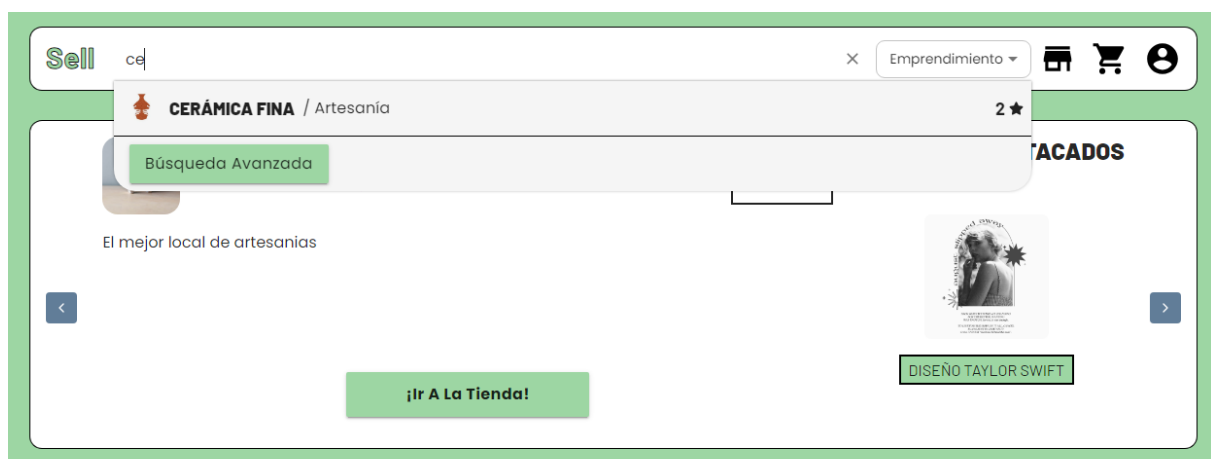 Sell
ce
Emprendimiento
CERÁMICA FINA / Artesanía
2
Búsqueda Avanzada
TACADOS
El mejor local de artesanias
DISEÑO TAYLOR SWIFT
¡Ir A La Tienda!